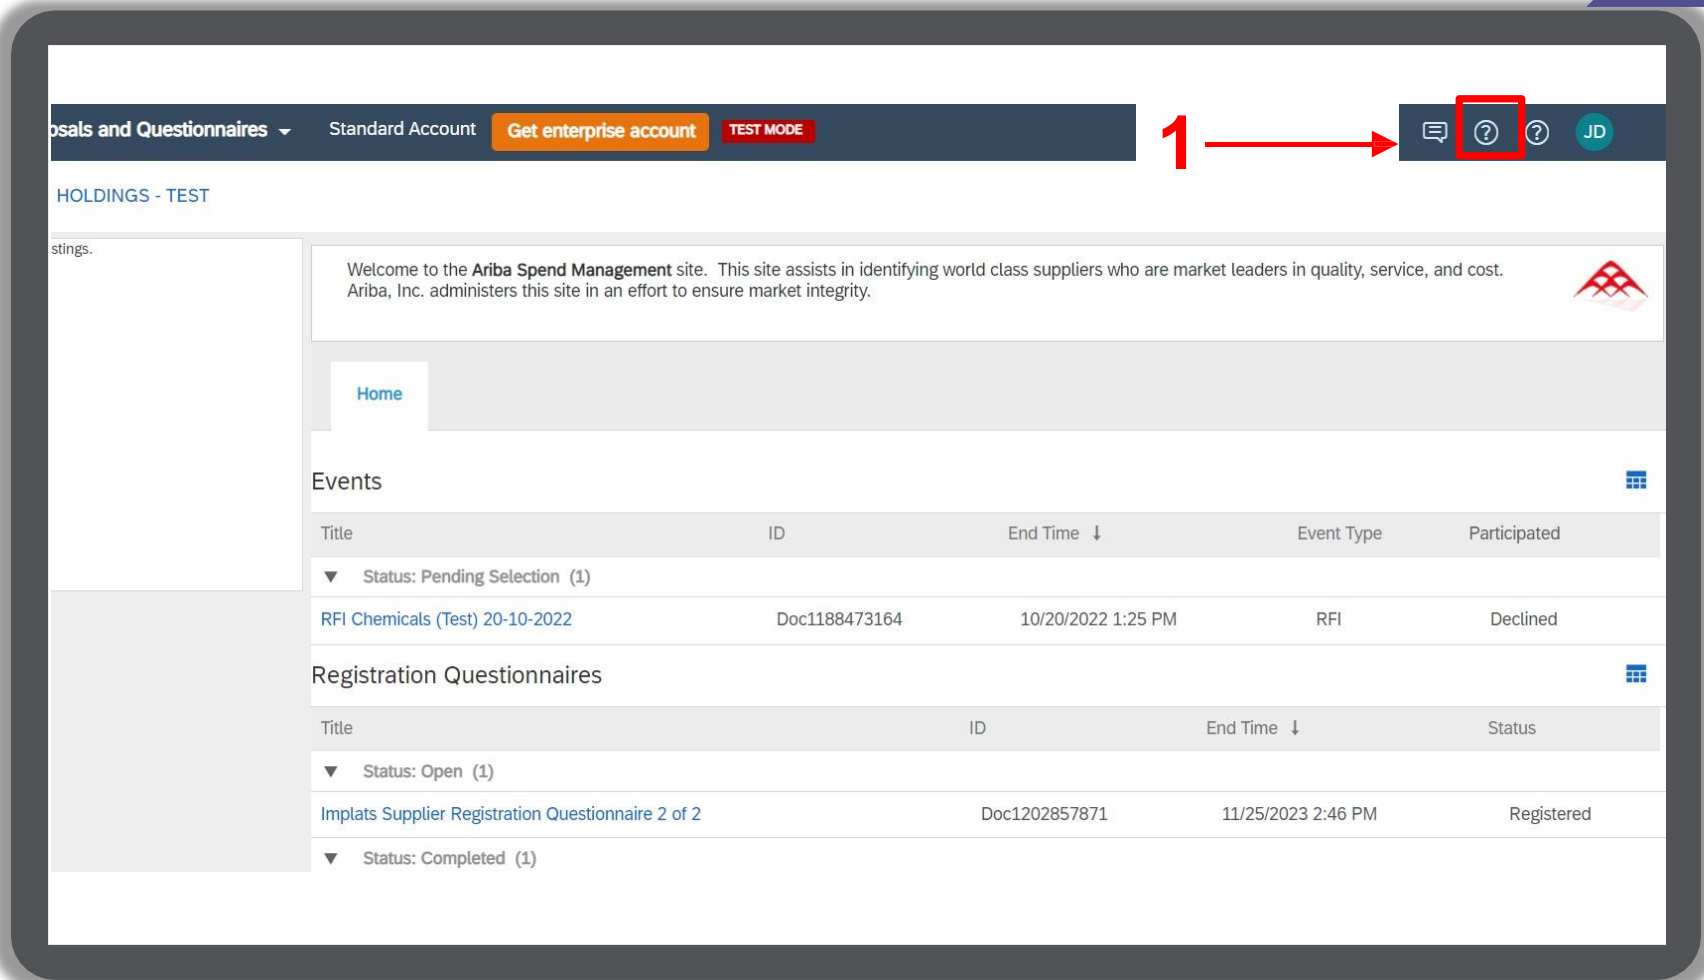 osals and Questionnaires Standard Account Get enterprise account TEST MODE 1 ? ? JD
HOLDINGS - TEST
stings.
Welcome to the Ariba Spend Management site. This site assists in identifying world class suppliers who are market leaders in quality, service, and cost.
Ariba, Inc. administers this site in an effort to ensure market integrity.
Home
Events
Title ID End Time ↓ Event Type Participated
▼ Status: Pending Selection (1)
RFI Chemicals (Test) 20-10-2022 Doc1188473164 10/20/2022 1:25 PM RFI Declined
Registration Questionnaires
Title ID End Time ↓ Status
▼ Status: Open (1)
Implats Supplier Registration Questionnaire 2 of 2 Doc1202857871 11/25/2023 2:46 PM Registered
▼ Status: Completed (1)